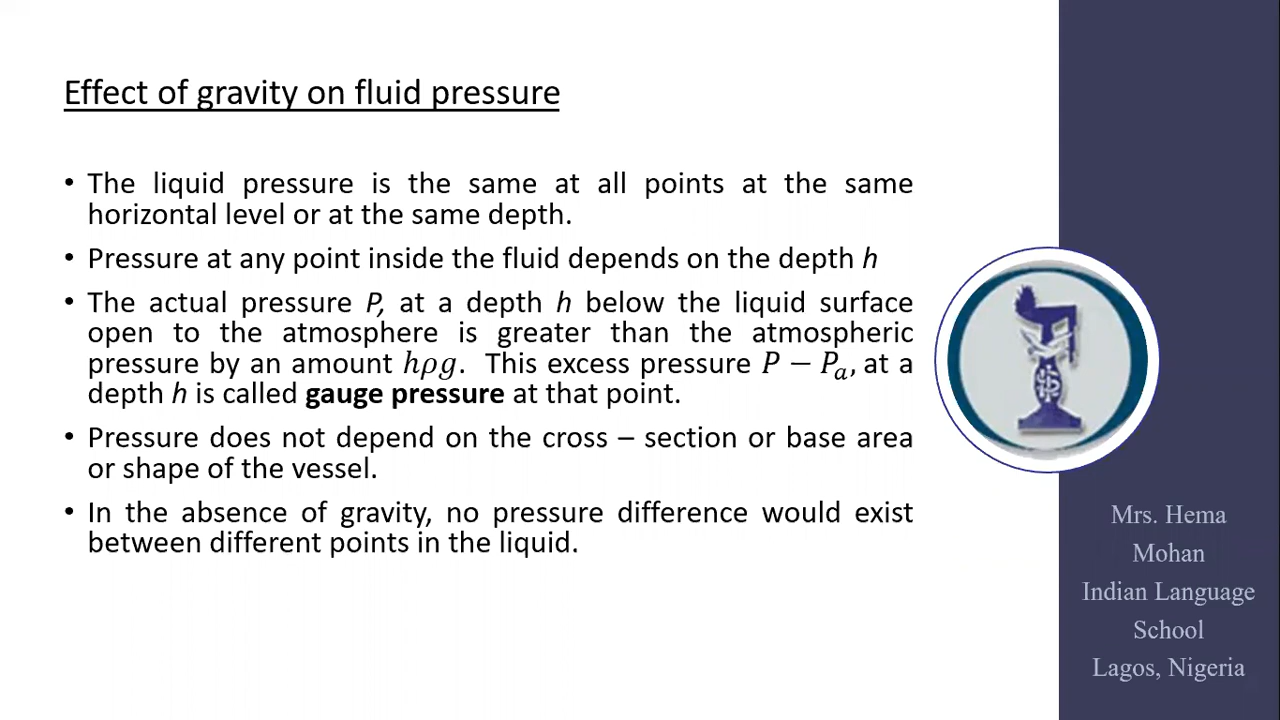 Effect of gravity on fluid pressure
• The liquid pressure is the same at all points at the same
horizontal level or at the same depth.
• Pressure at any point inside the fluid depends on the depth h
• The actual pressure P, at a depth h below the liquid surface
open to the atmosphere is greater than the atmospheric
pressure by an amount ℎ𝜌𝑔. This excess pressure 𝑃 − 𝑃ₐ, at a
depth h is called gauge pressure at that point.
• Pressure does not depend on the cross – section or base area
or shape of the vessel.
• In the absence of gravity, no pressure difference would exist
between different points in the liquid.
Mrs. Hema
Mohan
Indian Language
School
Lagos, Nigeria